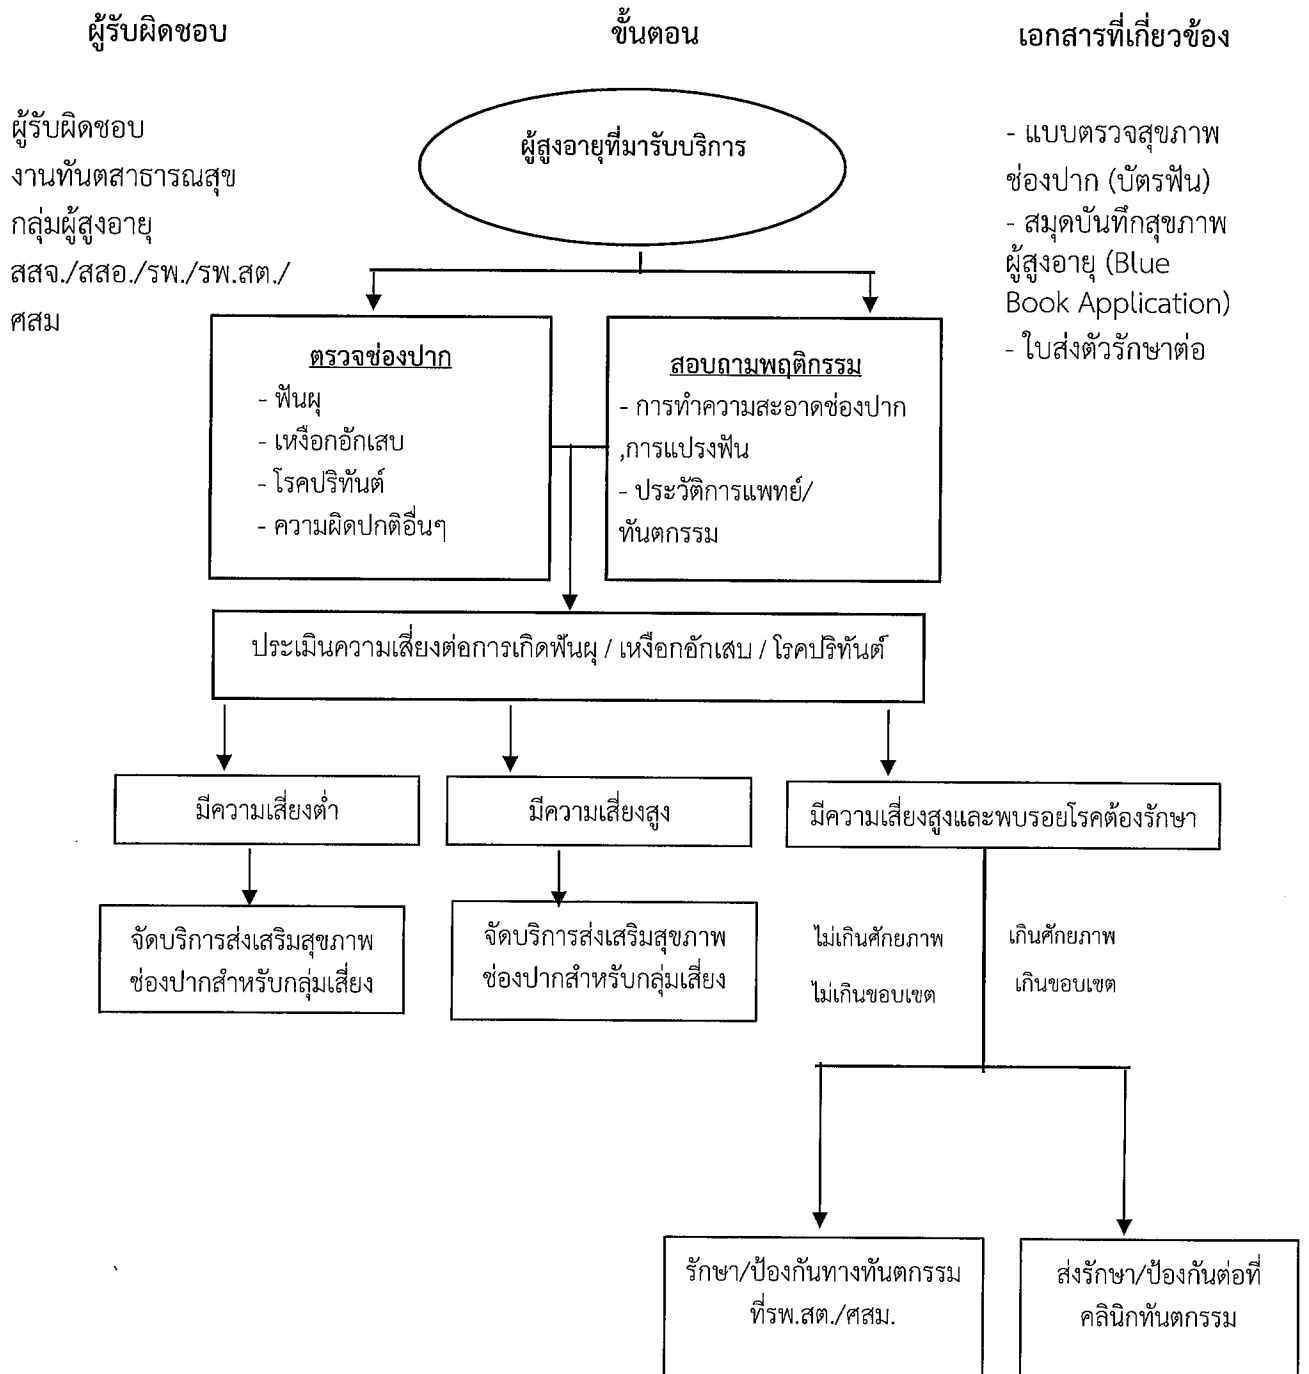 ผู้รับผิดชอบ
ขั้นตอน
เอกสารที่เกี่ยวข้อง
ผู้รับผิดชอบ
งานทันตสาธารณสุข
กลุ่มผู้สูงอายุ
สสจ./สสอ./รพ./รพ.สต./
ศสม
ผู้สูงอายุที่มารับบริการ
- แบบตรวจสุขภาพ
ช่องปาก (บัตรฟัน)
- สมุดบันทึกสุขภาพ
ผู้สูงอายุ (Blue
Book Application)
- ใบส่งตัวรักษาต่อ
ตรวจช่องปาก
- ฟันผุ
- เหงือกอักเสบ
- โรคปริทันต์
- ความผิดปกติอื่นๆ
สอบถามพฤติกรรม
- การทำความสะอาดช่องปาก
,การแปรงฟัน
- ประวัติการแพทย์/
ทันตกรรม
ประเมินความเสี่ยงต่อการเกิดฟันผุ / เหงือกอักเสบ / โรคปริทันต์
มีความเสี่ยงต่ำ
มีความเสี่ยงสูง
มีความเสี่ยงสูงและพบรอยโรคต้องรักษา
จัดบริการส่งเสริมสุขภาพ
ช่องปากสำหรับกลุ่มเสี่ยง
จัดบริการส่งเสริมสุขภาพ
ช่องปากสำหรับกลุ่มเสี่ยง
ไม่เกินศักยภาพ
ไม่เกินขอบเขต
เกินศักยภาพ
เกินขอบเขต
รักษา/ป้องกันทางทันตกรรม
ที่รพ.สต./ศสม.
ส่งรักษา/ป้องกันต่อที่
คลินิกทันตกรรม